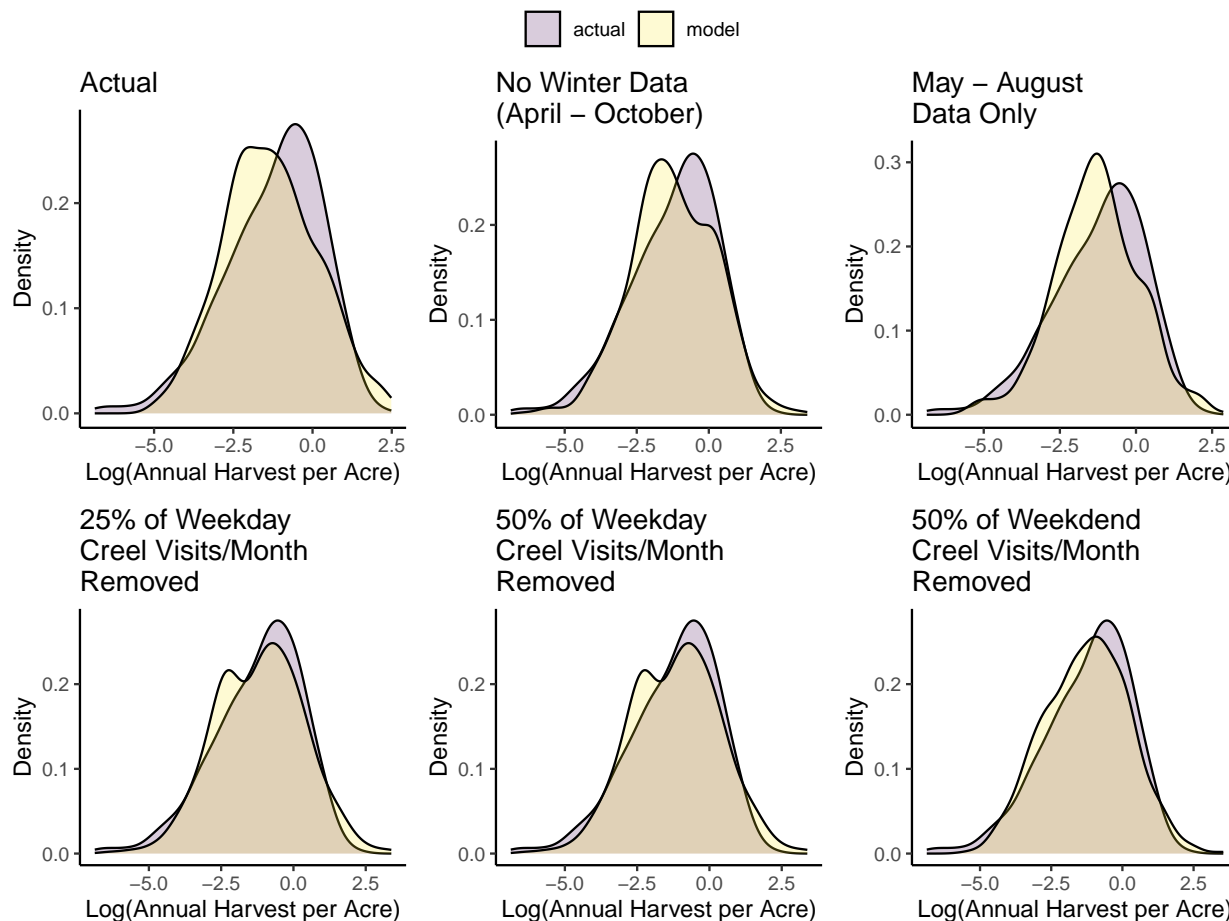 actual model
Actual
No Winter Data
(April − October)
May − August
Data Only
Density
0.2
0.1
0.0
−5.0 −2.5 0.0 2.5
Log(Annual Harvest per Acre)
Density
0.2
0.1
0.0
−5.0 −2.5 0.0 2.5
Log(Annual Harvest per Acre)
Density
0.3
0.2
0.1
0.0
−5.0 −2.5 0.0 2.5
Log(Annual Harvest per Acre)
25% of Weekday
Creel Visits/Month
Removed
50% of Weekday
Creel Visits/Month
Removed
50% of Weekdend
Creel Visits/Month
Removed
Density
0.2
0.1
0.0
−5.0 −2.5 0.0 2.5
Log(Annual Harvest per Acre)
Density
0.2
0.1
0.0
−5.0 −2.5 0.0 2.5
Log(Annual Harvest per Acre)
Density
0.2
0.1
0.0
−5.0 −2.5 0.0 2.5
Log(Annual Harvest per Acre)